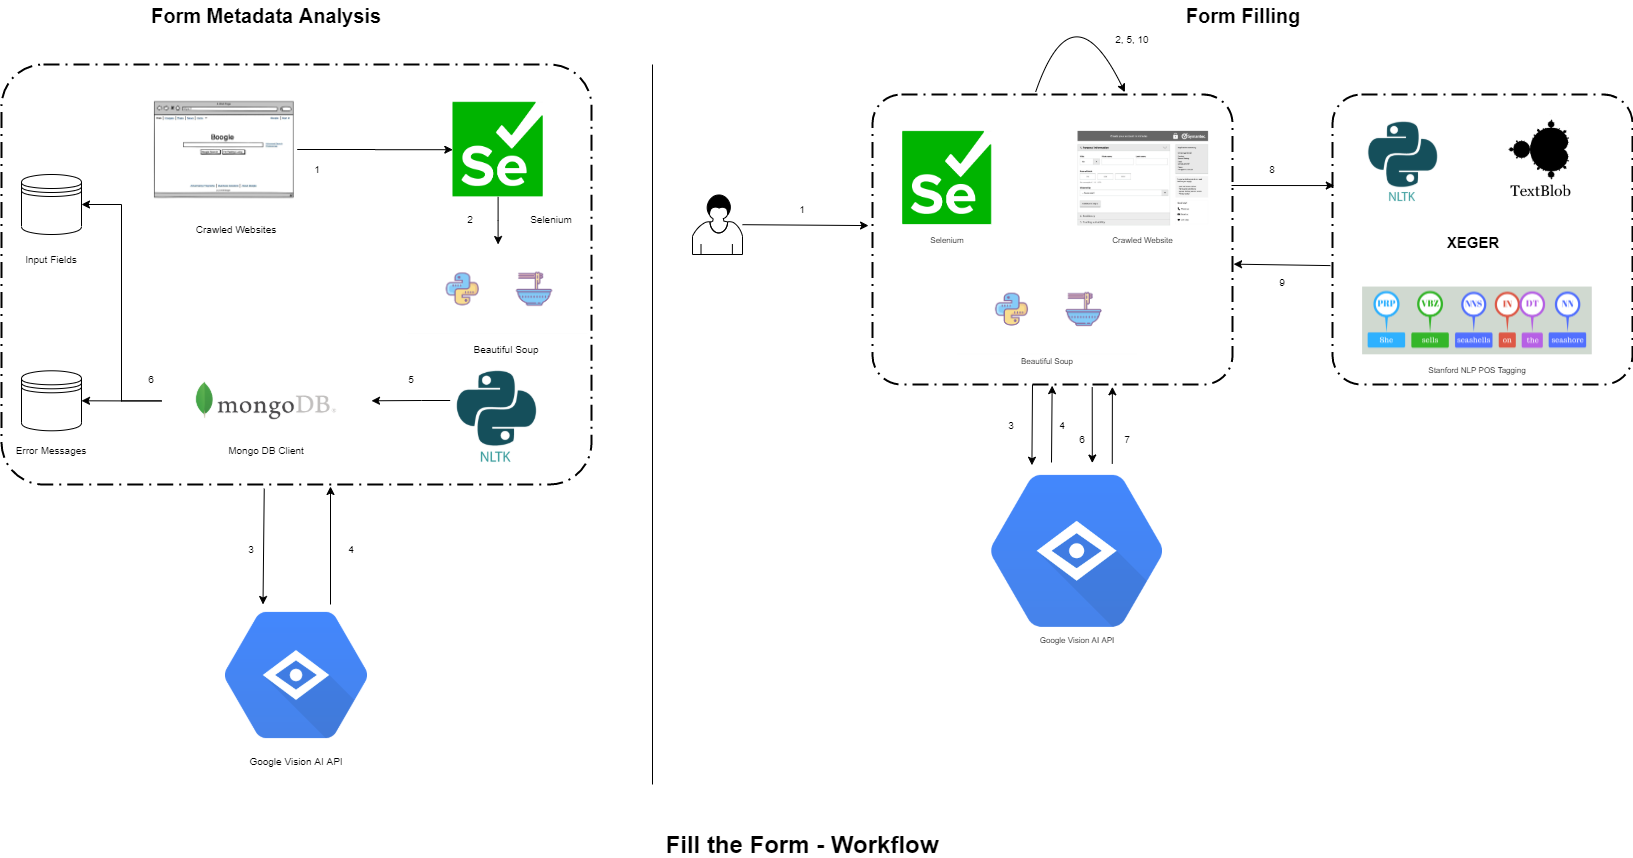 Form Metadata Analysis
Form Filling
2, 5, 10
Boogle
1
Se
2
Selenium
Crawled Websites
Input Fields
Beautiful Soup
6
5
mongoDB.
Error Messages
Mongo DB Client
NLTK
3
4
Google Vision AI API
1
Se
Symantec
Selenium
Crawled Website
Beautiful Soup
8
9
NLTK
TextBlob
XEGER
PRP VBZ NNS IN DT NN
She sells seashells on the seashore
Stanford NLP POS Tagging
3
4
6
7
Google Vision AI API
Fill the Form - Workflow